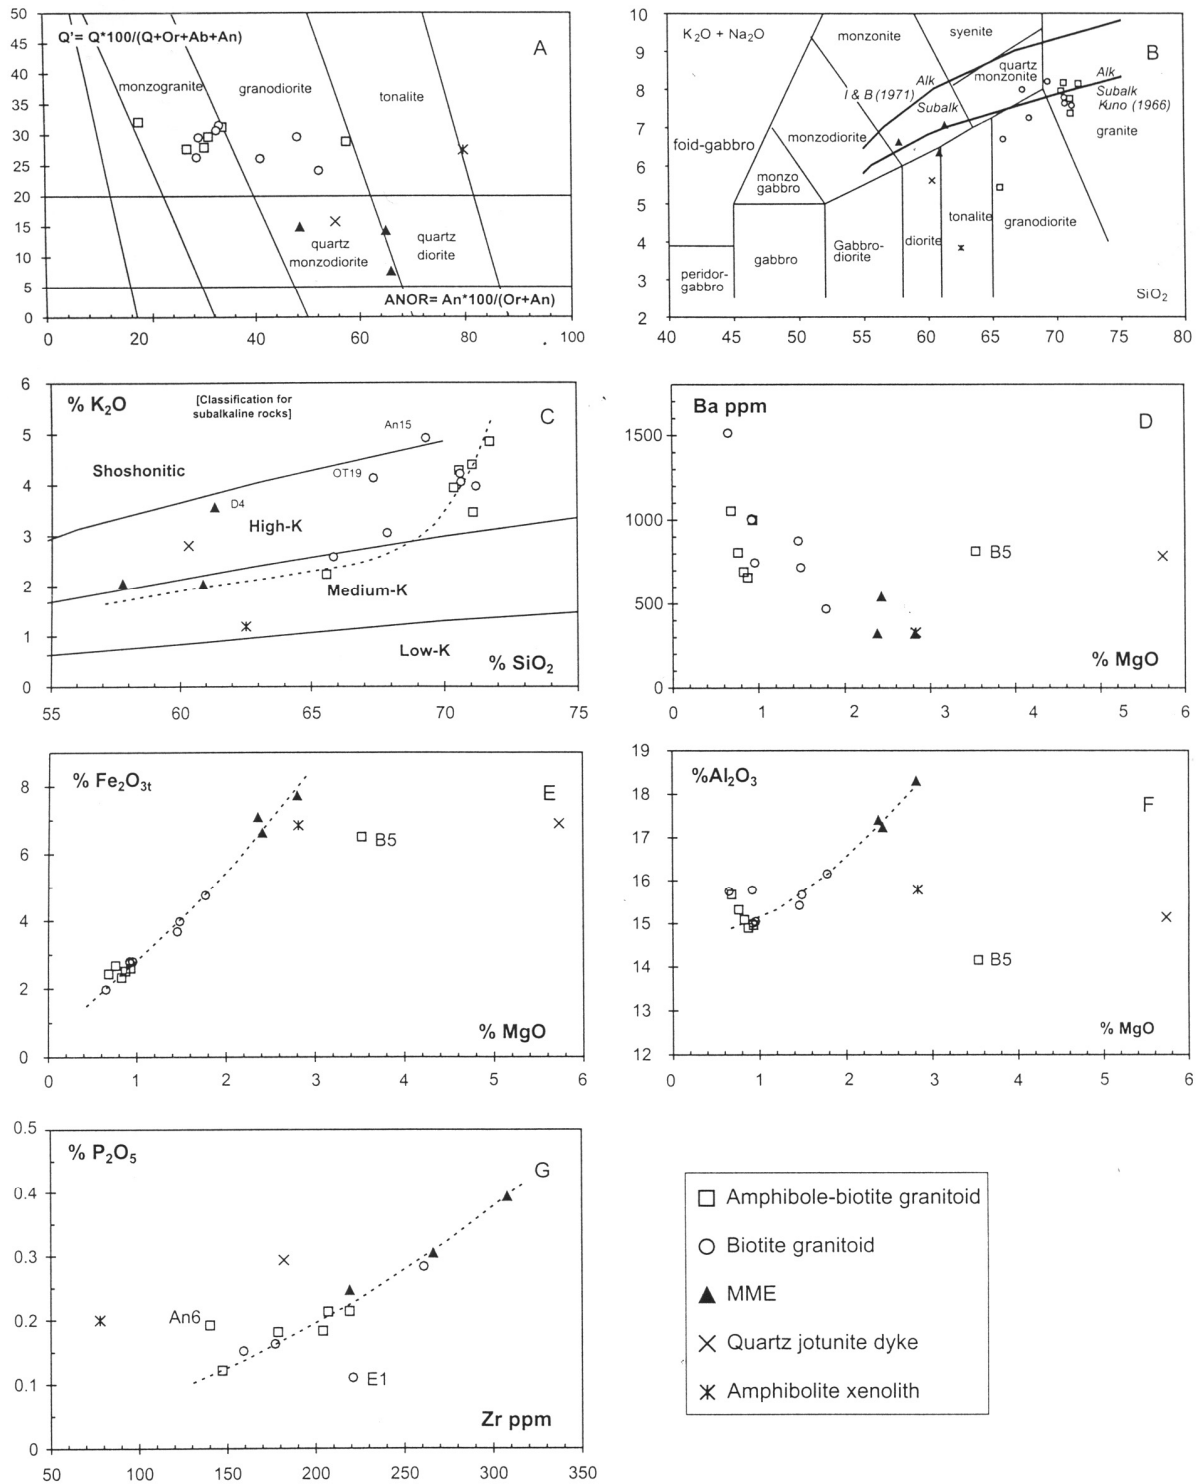 50
45
40
35
30
25
20
15
10
5
0
Q'= Q*100/(Q+Or+Ab+An)
A
monzogranite
granodiorite
tonalite
quartz
monzodiorite
quartz
diorite
ANOR= An*100/(Or+An)
0 20 40 60 80 100
10
9
8
7
6
5
4
3
2
K2O + Na2O
B
monzonite
syenite
quartz
monzonite
Alk
I & B (1971)
Subalk
Alk
Subalk
Kuno (1966)
granite
foid-gabbro
monzodiorite
monzo
gabbro
peridor-
gabbro
gabbro
Gabbro-
diorite
diorite
tonalite
granodiorite
SiO2
40 45 50 55 60 65 70 75 80
6
5
4
3
2
1
0
% K2O
[Classification for
subalkaline rocks]
C
An15
Shoshonitic
OT19
D4
High-K
Medium-K
Low-K
% SiO2
55 60 65 70 75
1500
1000
500
0
Ba ppm
D
B5
% MgO
0 1 2 3 4 5 6
8
6
4
2
0
% Fe2O3t
E
B5
% MgO
0 1 2 3 4 5 6
19
18
17
16
15
14
13
12
%Al2O3
F
B5
% MgO
0 1 2 3 4 5 6
0.5
0.4
0.3
0.2
0.1
0
% P2O5
G
An6
E1
Zr ppm
50 100 150 200 250 300 350
Amphibole-biotite granitoid
Biotite granitoid
MME
Quartz jotunite dyke
Amphibolite xenolith